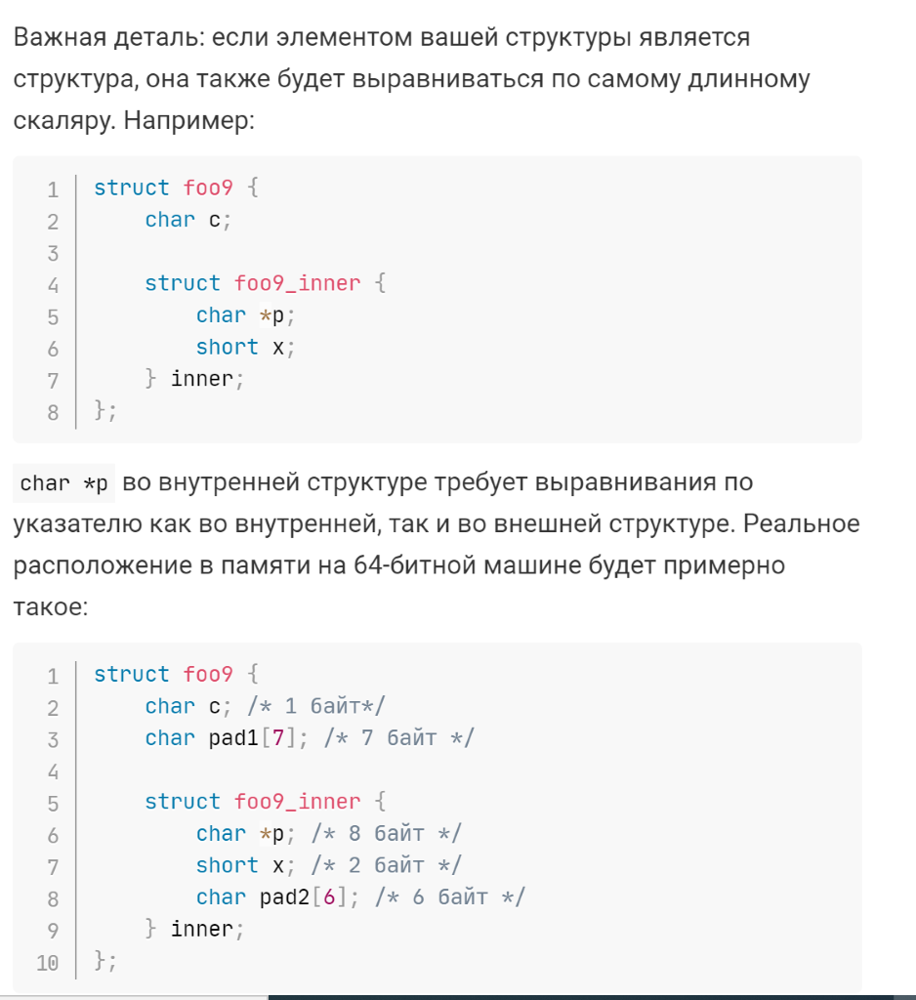 Важная деталь: если элементом вашей структуры является
структура, она также будет выравниваться по самому длинному
скаляру. Например:
1 struct foo9 {
2     char c;
3
4     struct foo9_inner {
5         char *p;
6         short x;
7     } inner;
8 };
char *p во внутренней структуре требует выравнивания по
указателю как во внутренней, так и во внешней структуре. Реальное
расположение в памяти на 64-битной машине будет примерно
такое:
1 struct foo9 {
2     char c; /* 1 байт*/
3     char pad1[7]; /* 7 байт */
4
5     struct foo9_inner {
6         char *p; /* 8 байт */
7         short x; /* 2 байт */
8         char pad2[6]; /* 6 байт */
9     } inner;
10 };